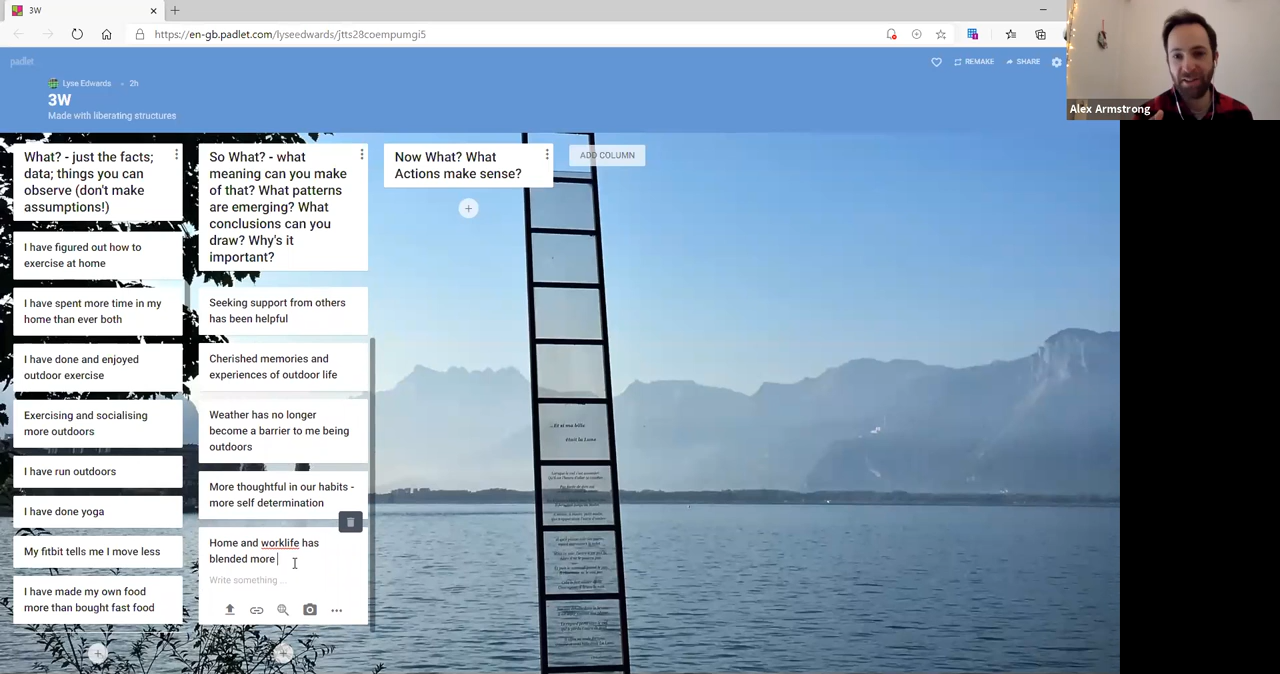 3W
https://en-gb.padlet.com/lyseedwards/jtts28coempumgi5
padlet
REMAKE
SHARE
Lyse Edwards • 2h
3W
Made with liberating structures
Alex Armstrong
What? - just the facts;
data; things you can
observe (don't make
assumptions!)
I have figured out how to
exercise at home
I have spent more time in my
home than ever both
I have done and enjoyed
outdoor exercise
Exercising and socialising
more outdoors
I have run outdoors
I have done yoga
My fitbit tells me I move less
I have made my own food
more than bought fast food
So What? - what
meaning can you make
of that? What patterns
are emerging? What
conclusions can you
draw? Why's it
important?
Seeking support from others
has been helpful
Cherished memories and
experiences of outdoor life
Weather has no longer
become a barrier to me being
outdoors
More thoughtful in our habits -
more self determination
Home and worklife has
blended more
Write something ...
Now What? What
Actions make sense?
ADD COLUMN